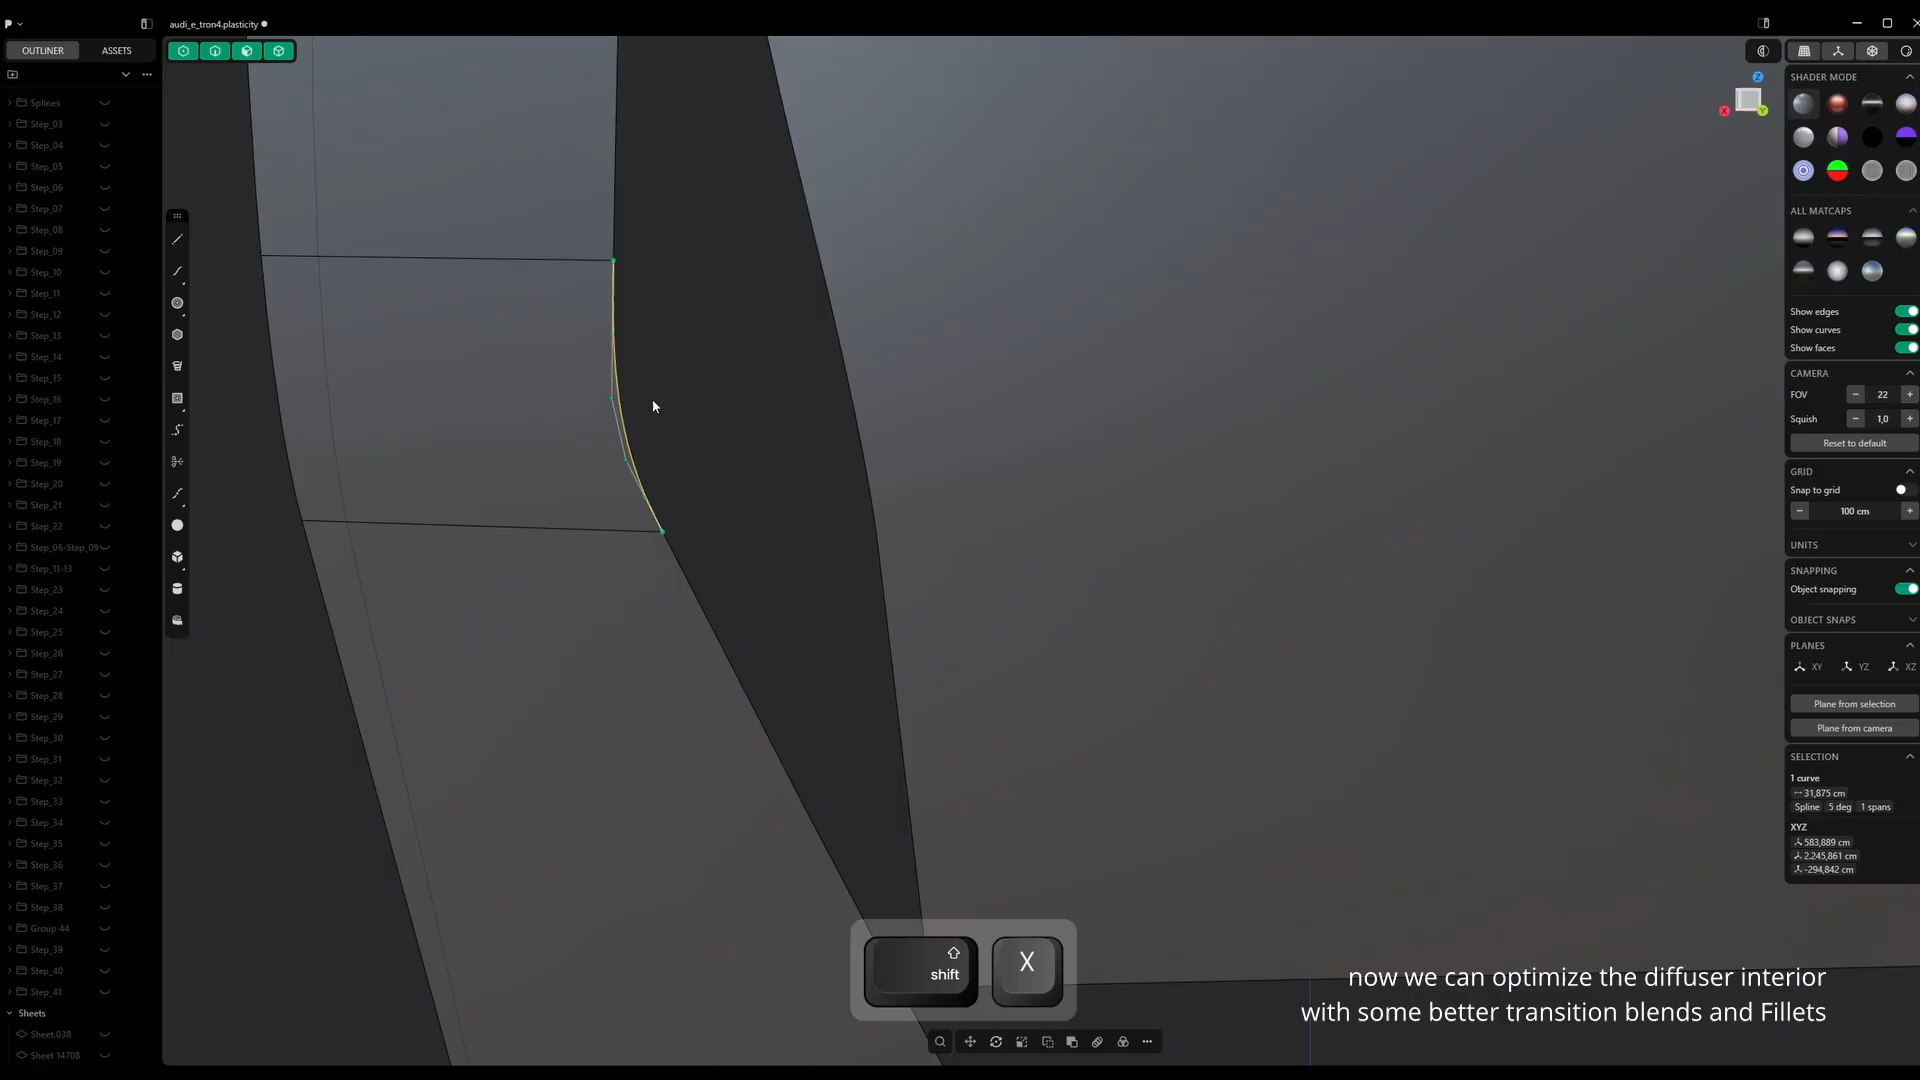 audi_e_tron4.plasticity
OUTLINER
ASSETS
Splines
Step_03
Step_04
Step_05
Step_06
Step_07
Step_08
Step_09
Step_10
Step_11
Step_12
Step_13
Step_14
Step_15
Step_16
Step_17
Step_18
Step_19
Step_20
Step_21
Step_22
Step_06-Step_09
Step_11-13
Step_23
Step_24
Step_25
Step_26
Step_27
Step_28
Step_29
Step_30
Step_31
Step_32
Step_33
Step_34
Step_35
Step_36
Step_37
Step_38
Group 44
Step_39
Step_40
Step_41
Sheets
Sheet.038
Sheet 14708
Z
X
Y
SHADER MODE
ALL MATCAPS
Show edges
Show curves
Show faces
CAMERA
FOV 22
Squish 1,0
Reset to default
GRID
Snap to grid
100 cm
UNITS
SNAPPING
Object snapping
OBJECT SNAPS
PLANES
XY YZ XZ
Plane from selection
Plane from camera
SELECTION
1 curve
31,875 cm
Spline 5 deg 1 spans
XYZ
583,889 cm
2.245,861 cm
-294,842 cm
shift
X
now we can optimize the diffuser interior
with some better transition blends and Fillets